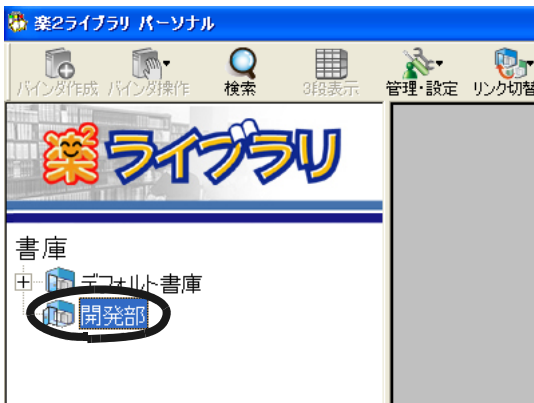 楽2ライブラリ パーソナル
バインダ作成 バインダ操作 検索 3段表示 管理・設定 リンク切替
楽 ライブラリ
書庫
デフォルト書庫
開発部